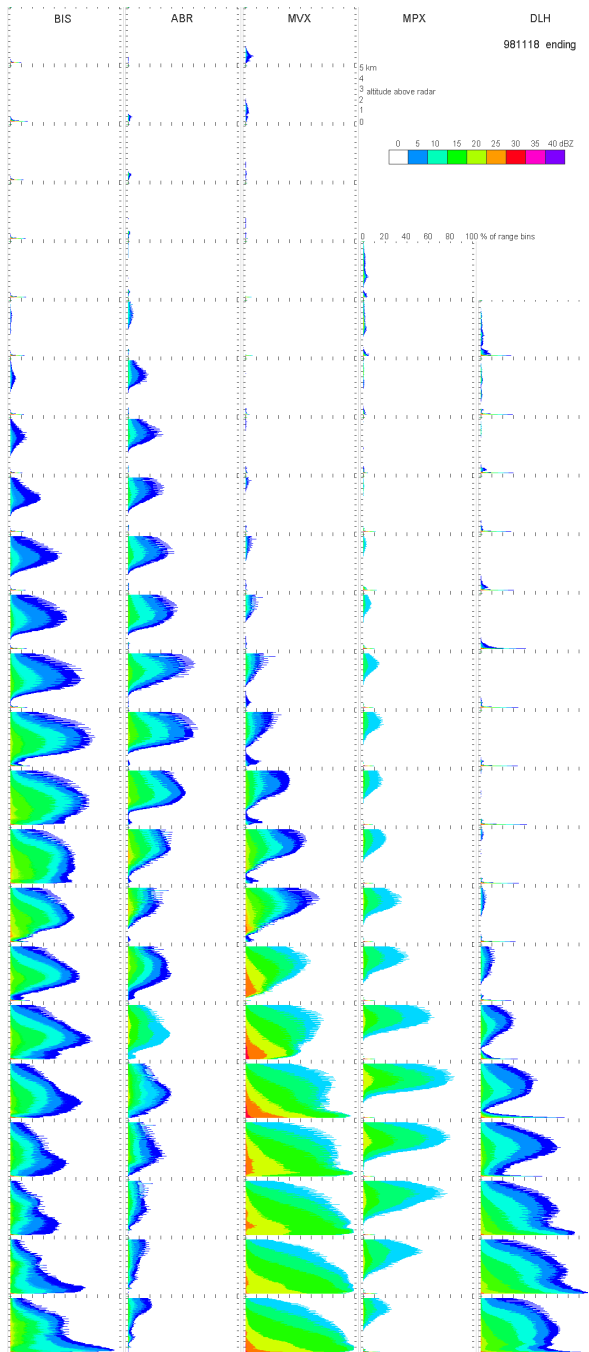 BIS ABR MVX MPX DLH
981118 ending
5 km
4
3 altitude above radar
2
1
0
0 5 10 15 20 25 30 35 40 dBZ
0 20 40 60 80 100 % of range bins